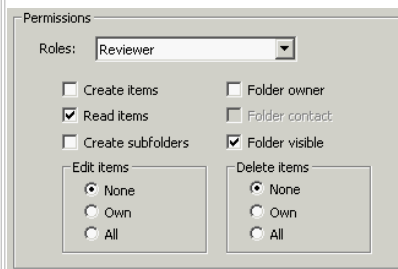 Permissions
Roles: Reviewer
Create items Folder owner
Read items Folder contact
Create subfolders Folder visible
Edit items Delete items
None None
Own Own
All All